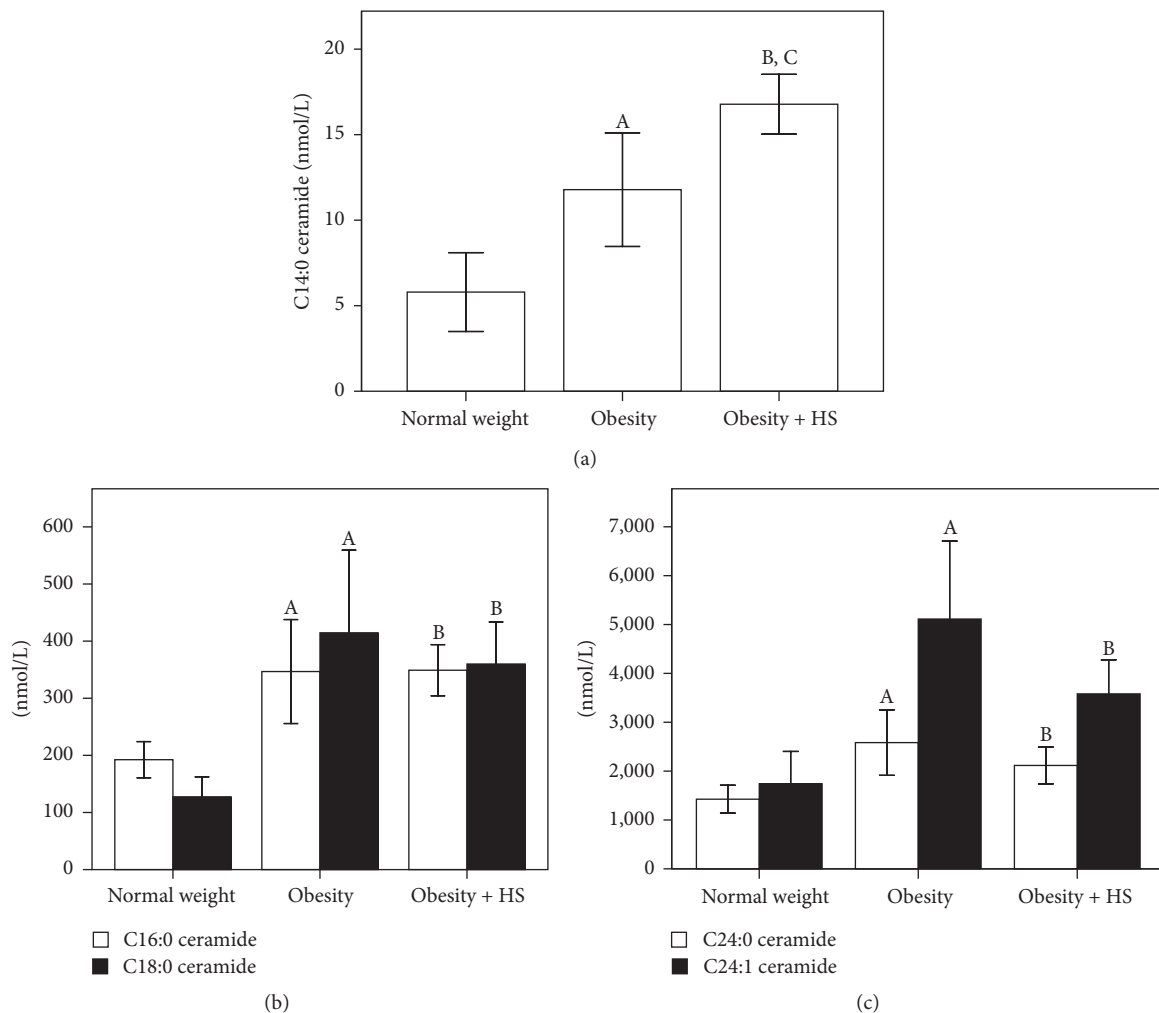 C14:0 ceramide (nmol/L)
20
15
10
5
0
A
B, C
Normal weight
Obesity
Obesity + HS
(a)
(nmol/L)
600
500
400
300
200
100
0
A
A
B
B
Normal weight
Obesity
Obesity + HS
C16:0 ceramide
C18:0 ceramide
(b)
(nmol/L)
7,000
6,000
5,000
4,000
3,000
2,000
1,000
0
A
A
B
B
Normal weight
Obesity
Obesity + HS
C24:0 ceramide
C24:1 ceramide
(c)